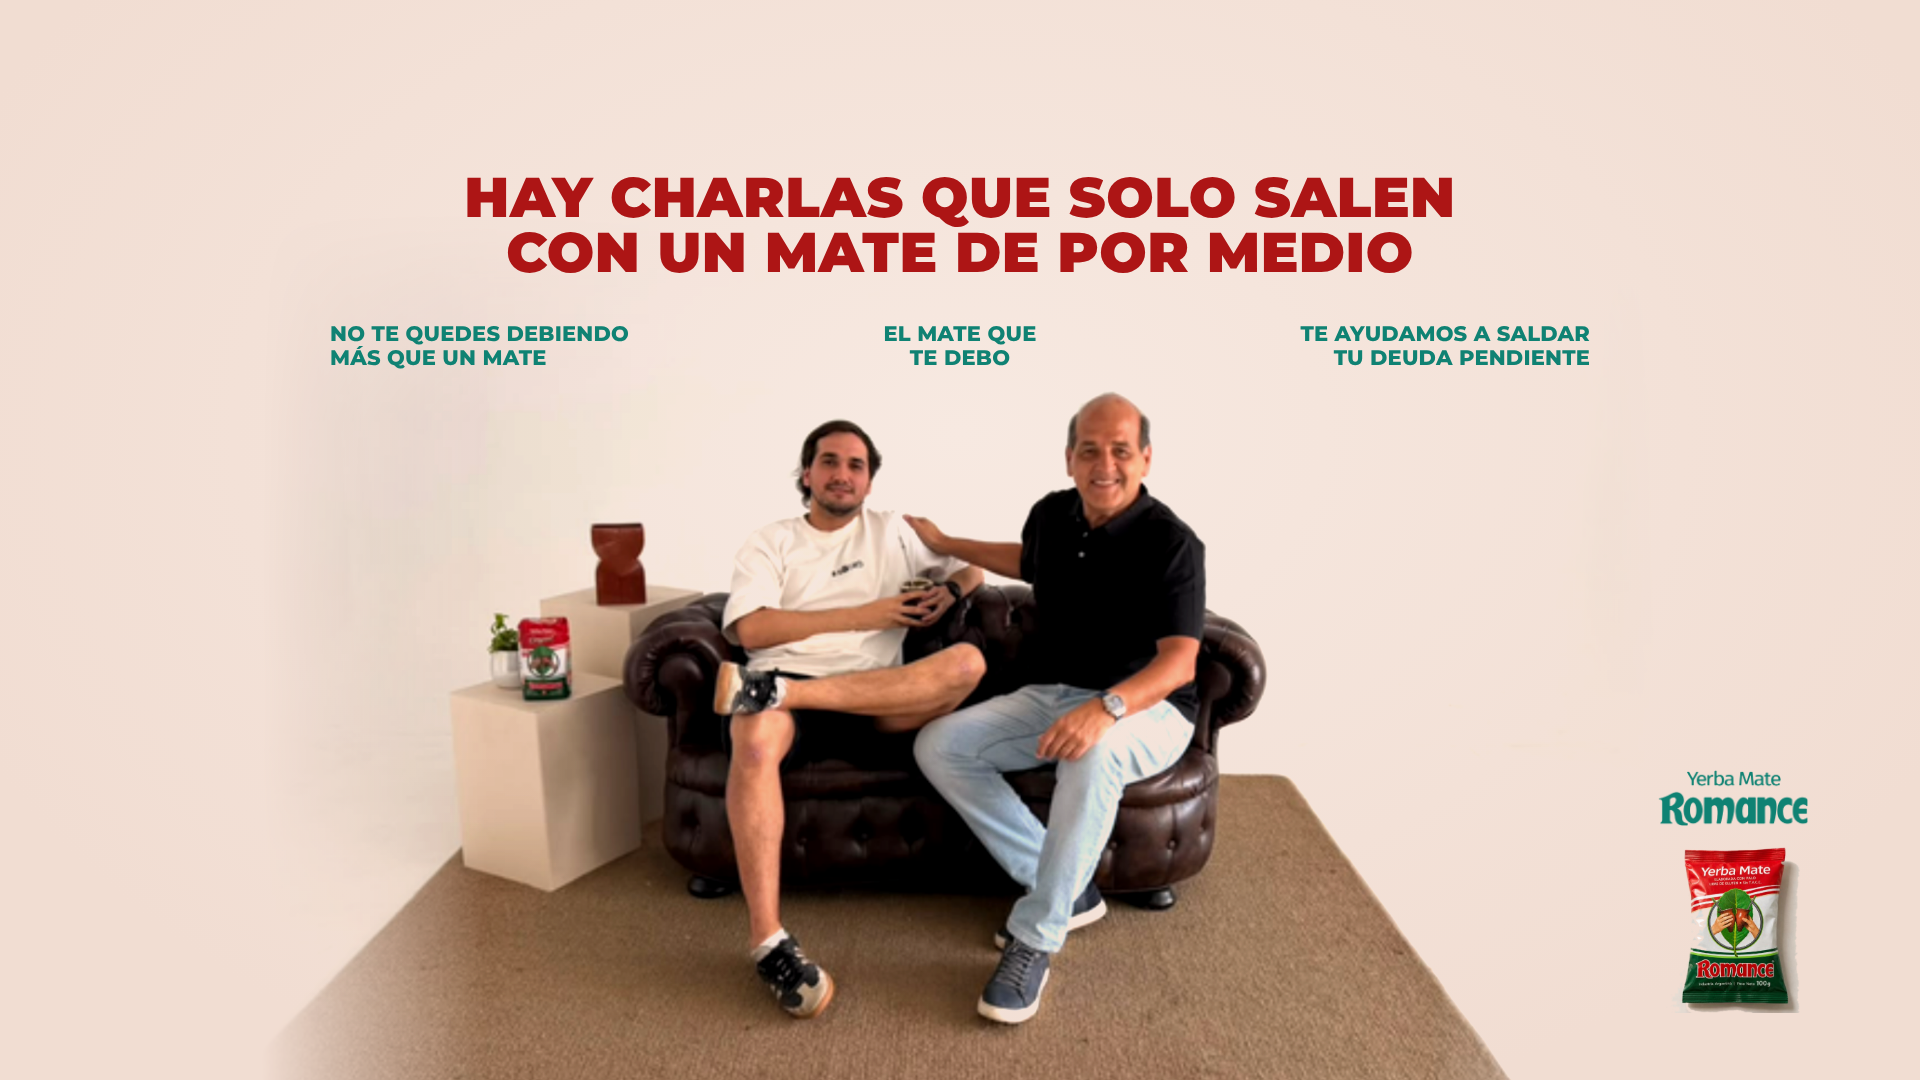 HAY CHARLAS QUE SOLO SALEN
CON UN MATE DE POR MEDIO
NO TE QUEDES DEBIENDO
MÁS QUE UN MATE
EL MATE QUE
TE DEBO
TE AYUDAMOS A SALDAR
TU DEUDA PENDIENTE
Yerba Mate
Romance
Yerba Mate
Romance
100g